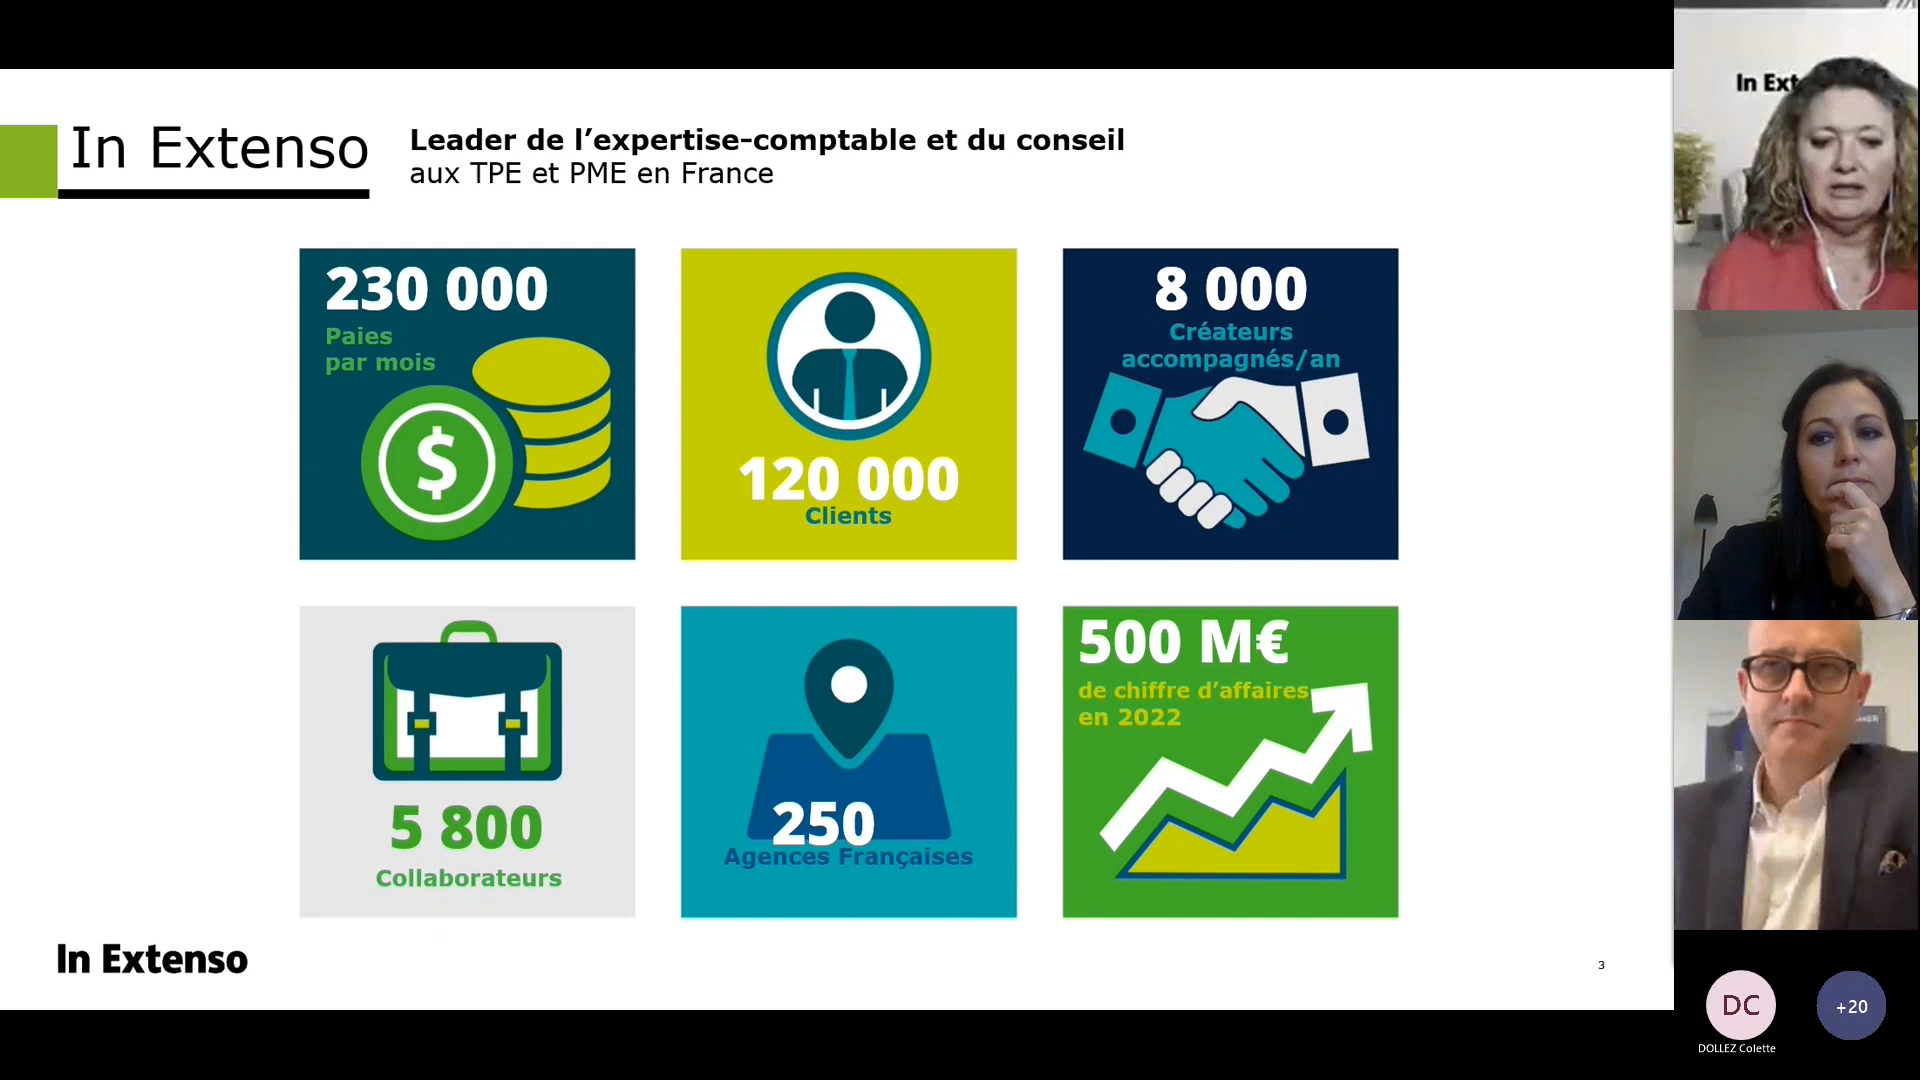 In Extenso
Leader de l’expertise-comptable et du conseil
aux TPE et PME en France
230 000
Paies
par mois
120 000
Clients
8 000
Créateurs
accompagnés/an
$
5 800
Collaborateurs
250
Agences Françaises
500 M€
de chiffre d’affaires
en 2022
In Extenso
3
In Ext
DC
+20
DOLLEZ Colette